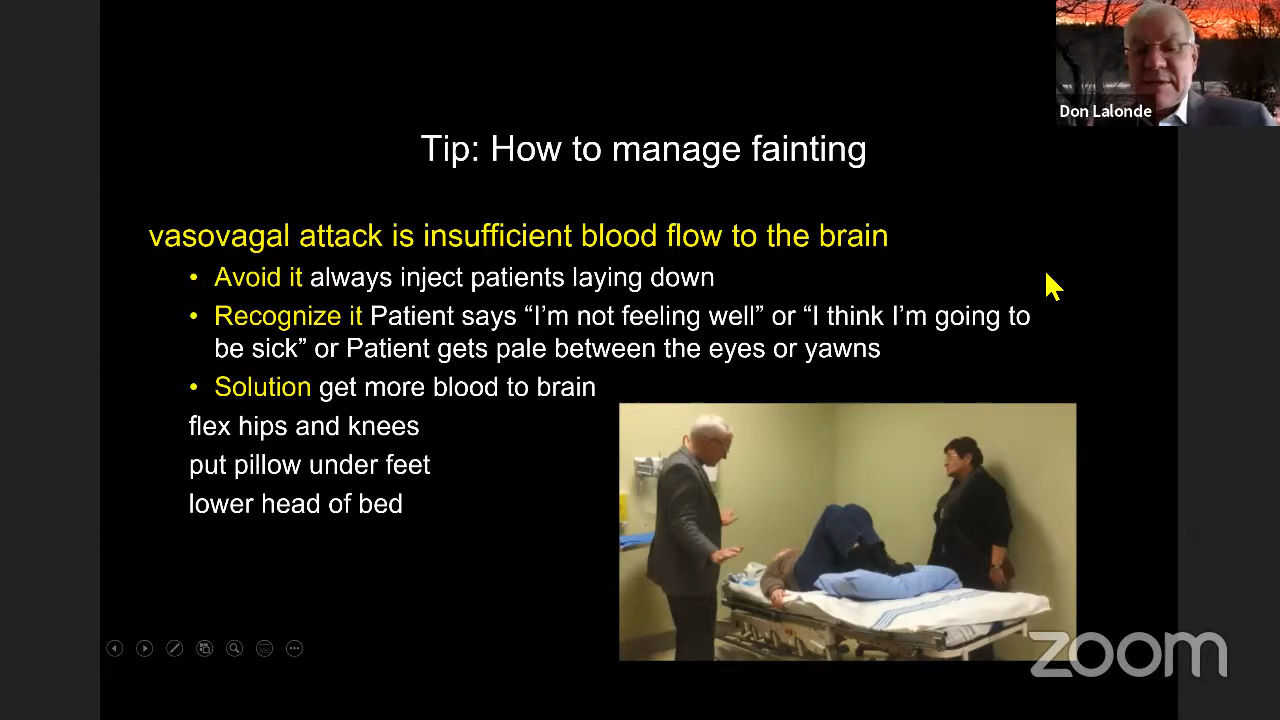 Don Lalonde
Tip: How to manage fainting
vasovagal attack is insufficient blood flow to the brain
• Avoid it always inject patients laying down
• Recognize it Patient says “I’m not feeling well” or “I think I’m going to
be sick” or Patient gets pale between the eyes or yawns
• Solution get more blood to brain
flex hips and knees
put pillow under feet
lower head of bed
zoom